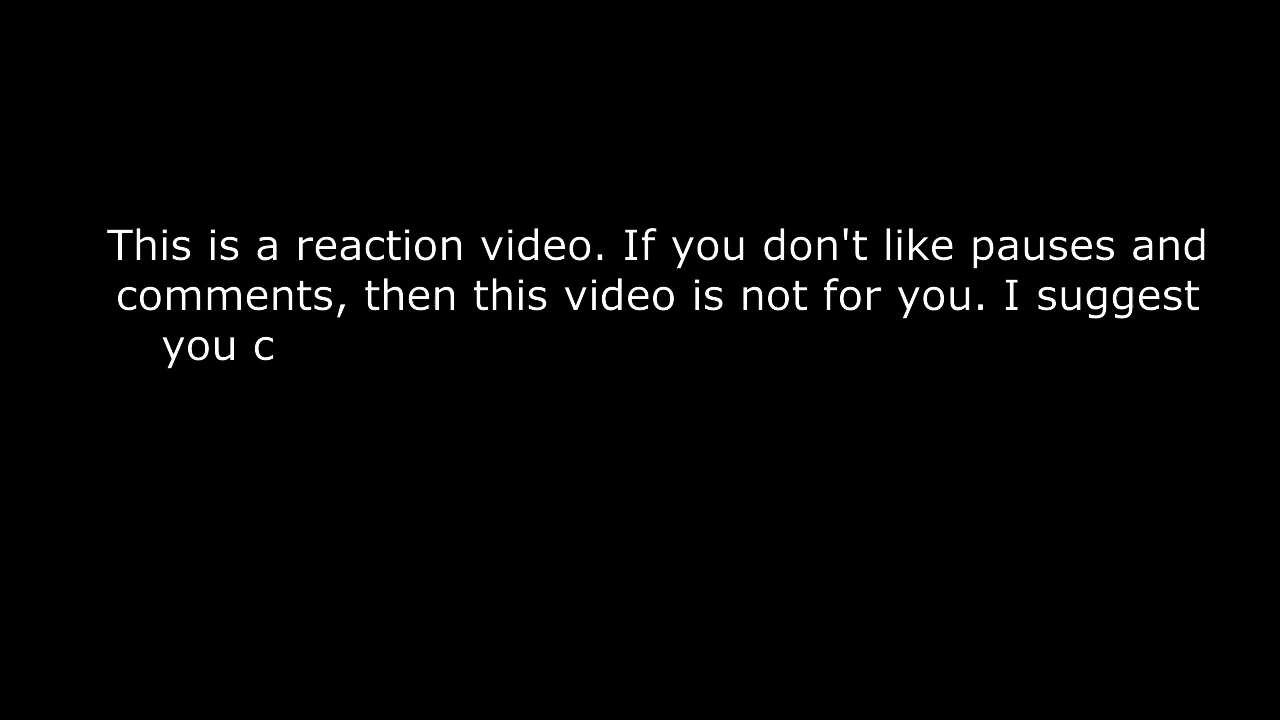 This is a reaction video. If you don't like pauses and
comments, then this video is not for you. I suggest
you c